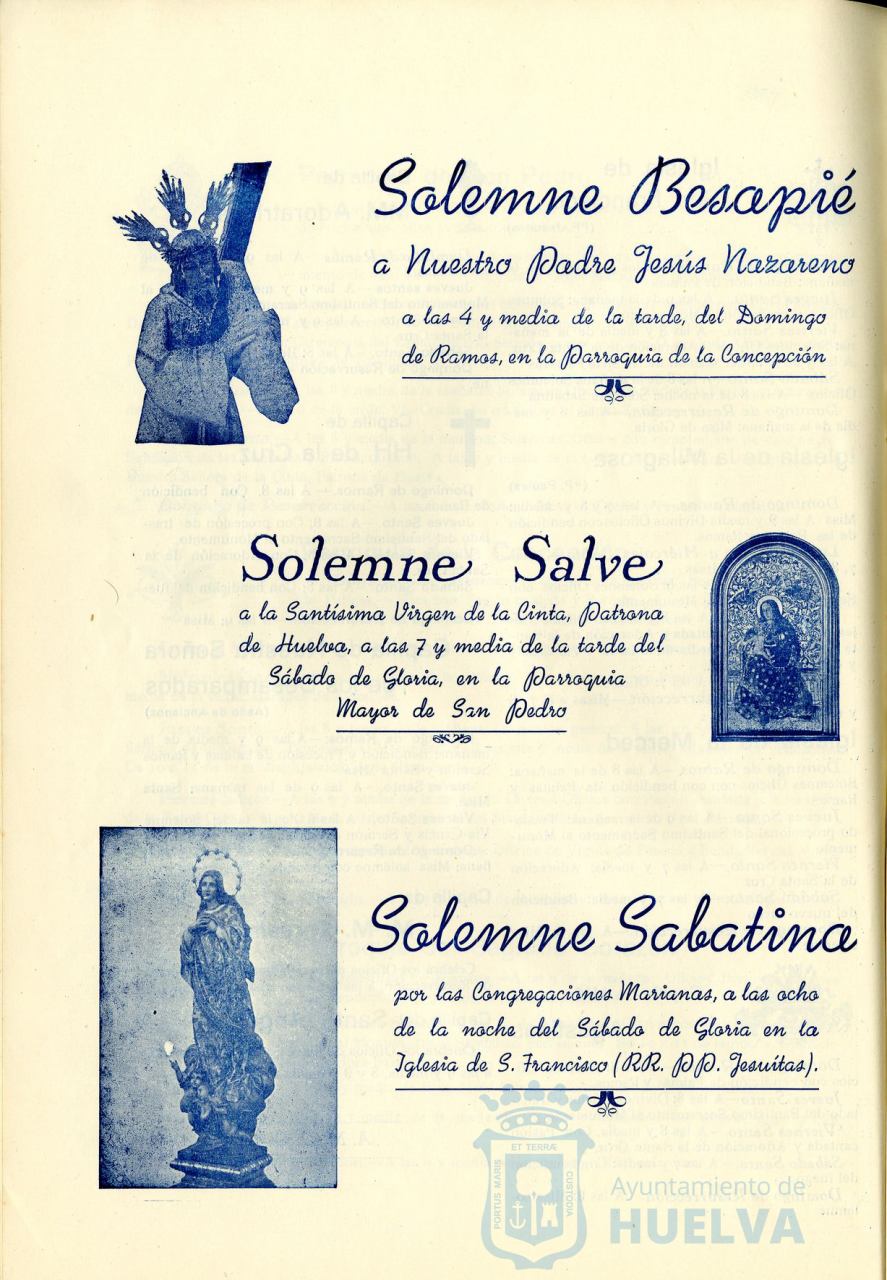 Solemne Besapié
a Nuestro Padre Jesús Nazareno
a las 4 y media de la tarde, del Domingo
de Ramos, en la Parroquia de la Concepción
Solemne Salve
a la Santísima Virgen de la Cinta, Patrona
de Huelva, a las 7 y media de la tarde del
Sábado de Gloria, en la Parroquia
Mayor de San Pedro
Solemne Sabatina
por las Congregaciones Marianas, a las ocho
de la noche del Sábado de Gloria en la
Iglesia de S. Francisco (RR. PP. Jesuitas).
PORTUS MARIS
ET TERRÆ
CUSTODIA
Ayuntamiento de
HUELVA